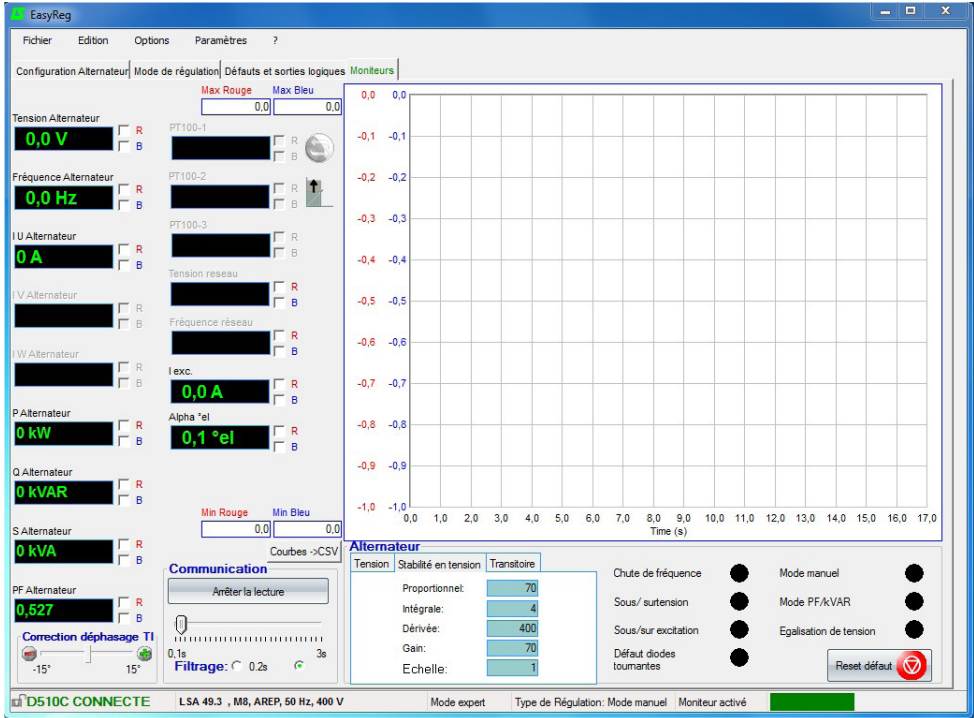 EasyReg
Fichier Edition Options Paramètres ?
Configuration Alternateur Mode de régulation Défauts et sorties logiques Moniteurs
Max Rouge Max Bleu
0,0 0,0
Tension Alternateur
0,0 V
R
B
Fréquence Alternateur
0,0 Hz
R
B
I U Alternateur
0 A
R
B
I V Alternateur
R
B
I W Alternateur
R
B
P Alternateur
0 kW
R
B
Q Alternateur
0 kVAR
R
B
S Alternateur
0 kVA
R
B
PF Alternateur
0,527
R
B
Correction déphasage TI
-15° 15°
PT100-1
R
B
PT100-2
R
B
PT100-3
R
B
Tension reseau
R
B
Fréquence réseau
R
B
I exc.
0,0 A
R
B
Alpha °el
0,1 °el
R
B
Min Rouge Min Bleu
0,0 0,0
Courbes ->CSV
Communication
Arrêter la lecture
0,1s 3s
Filtrage: 0.2s
0,0 0,0
-0,1 -0,1
-0,2 -0,2
-0,3 -0,3
-0,4 -0,4
-0,5 -0,5
-0,6 -0,6
-0,7 -0,7
-0,8 -0,8
-0,9 -0,9
-1,0 -1,0
0,0 1,0 2,0 3,0 4,0 5,0 6,0 7,0 8,0 9,0 10,0 11,0 12,0 13,0 14,0 15,0 16,0 17,0
Time (s)
Alternateur
Tension Stabilité en tension Transitoire
Proportionnel: 70
Intégrale: 4
Dérivée: 400
Gain: 70
Echelle: 1
Chute de fréquence
Sous/ surtension
Sous/sur excitation
Défaut diodes
tournantes
Mode manuel
Mode PF/kVAR
Egalisation de tension
Reset défaut
D510C CONNECTE LSA 49.3 , M8, AREP, 50 Hz, 400 V Mode expert Type de Régulation: Mode manuel Moniteur activé